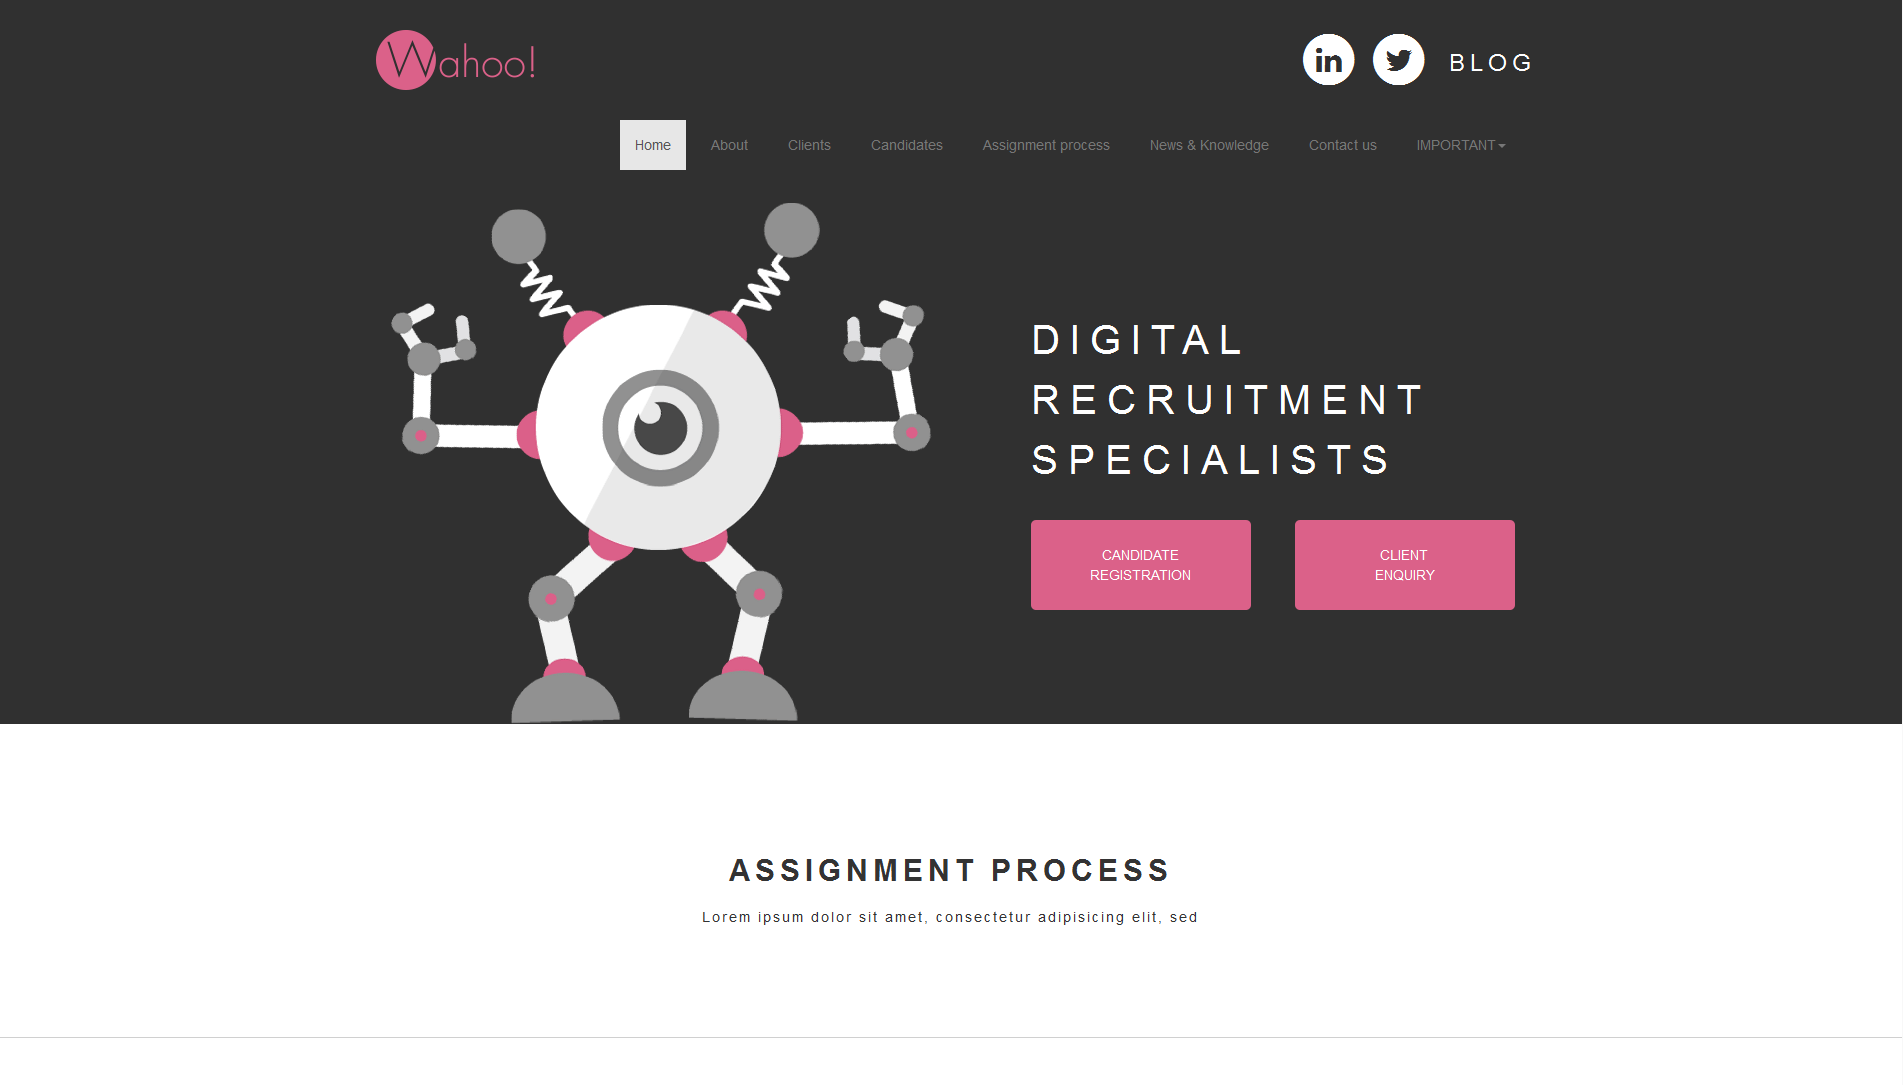 Wahoo!
in
BLOG
Home About Clients Candidates Assignment process News & Knowledge Contact us IMPORTANT
DIGITAL
RECRUITMENT
SPECIALISTS
CANDIDATE
REGISTRATION
CLIENT
ENQUIRY
ASSIGNMENT PROCESS
Lorem ipsum dolor sit amet, consectetur adipisicing elit, sed